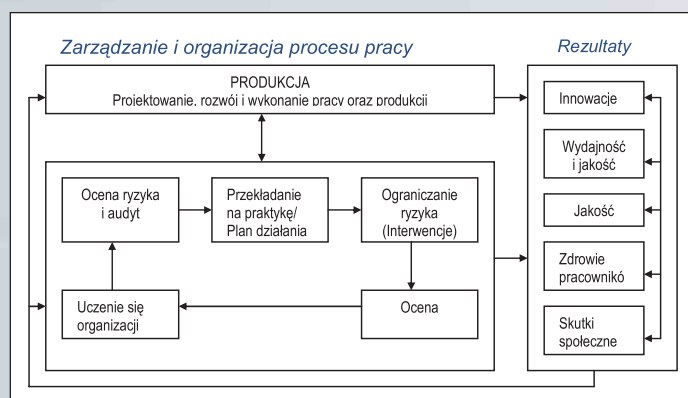 Zarządzanie i organizacja procesu pracy
Rezultaty
PRODUKCJA
Projektowanie, rozwój i wykonanie pracy oraz produkcji
Innowacje
Wydajność
i jakość
Jakość
Zdrowie
pracownikó
Skutki
społeczne
Ocena ryzyka
i audyt
Przekładanie
na praktykę/
Plan działania
Ograniczanie
ryzyka
(Interwencje)
Uczenie się
organizacji
Ocena